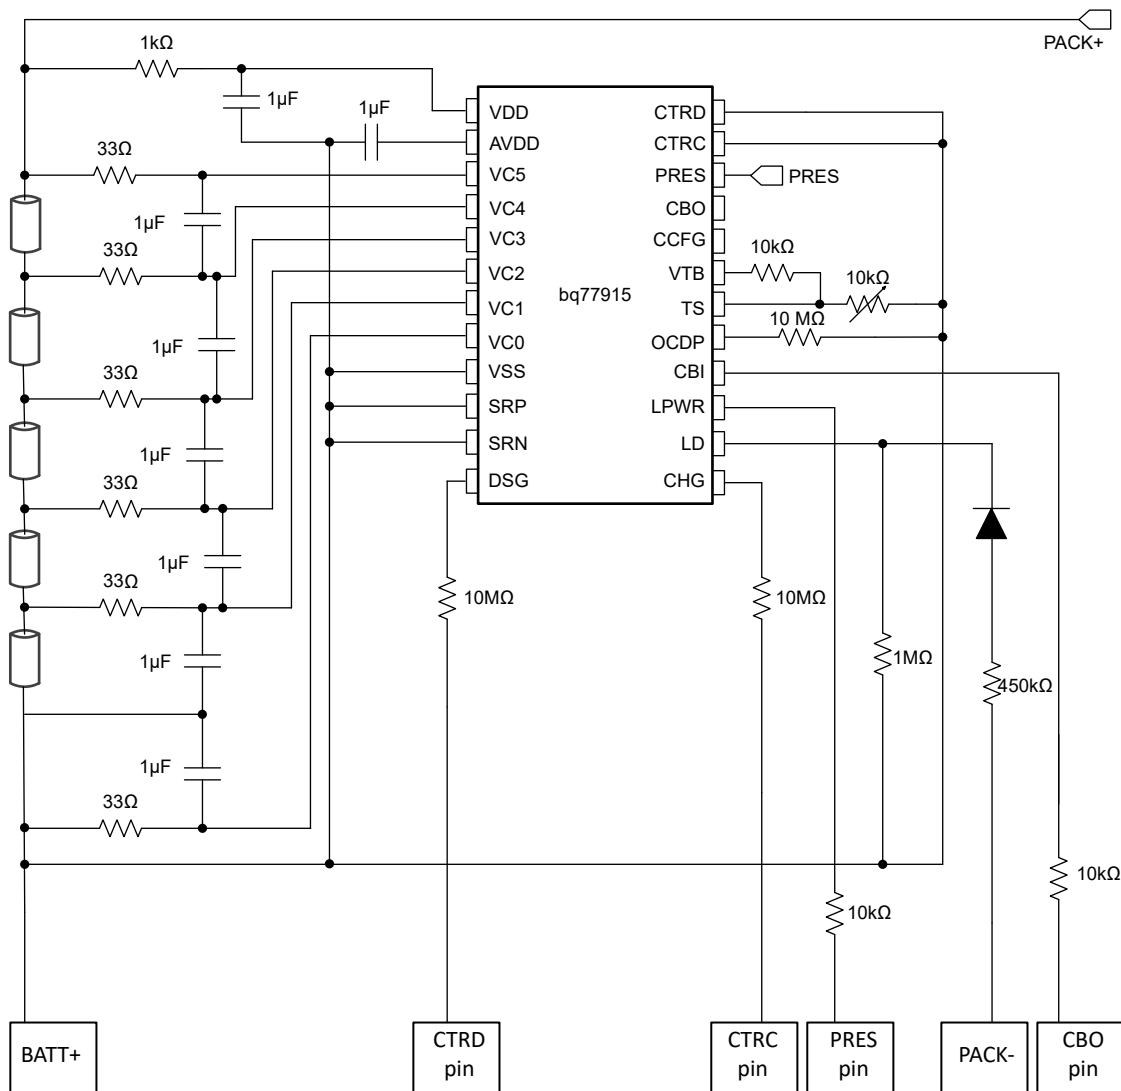 PACK+
1kΩ
1µF
1µF
33Ω
1µF
33Ω
1µF
33Ω
1µF
33Ω
1µF
33Ω
1µF
1µF
33Ω
VDD
AVDD
VC5
VC4
VC3
VC2
VC1
VC0
VSS
SRP
SRN
DSG
bq77915
CTRD
CTRC
PRES
CBO
CCFG
VTB
TS
OCDP
CBI
LPWR
LD
CHG
PRES
10kΩ
10kΩ
10 MΩ
10MΩ
10MΩ
1MΩ
450kΩ
10kΩ
10kΩ
BATT+
CTRD
pin
CTRC
pin
PRES
pin
PACK-
CBO
pin